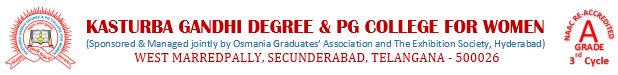 KASTURBA GANDHI DEGREE & PG COLLEGE FOR WOMEN
(Sponsored & Managed jointly by Osmania Graduates' Association and The Exhibition Society, Hyderabad)
WEST MARREDPALLY, SECUNDERABAD, TELANGANA - 500026
NAAC RE-ACCREDITED
A
GRADE
3rd Cycle